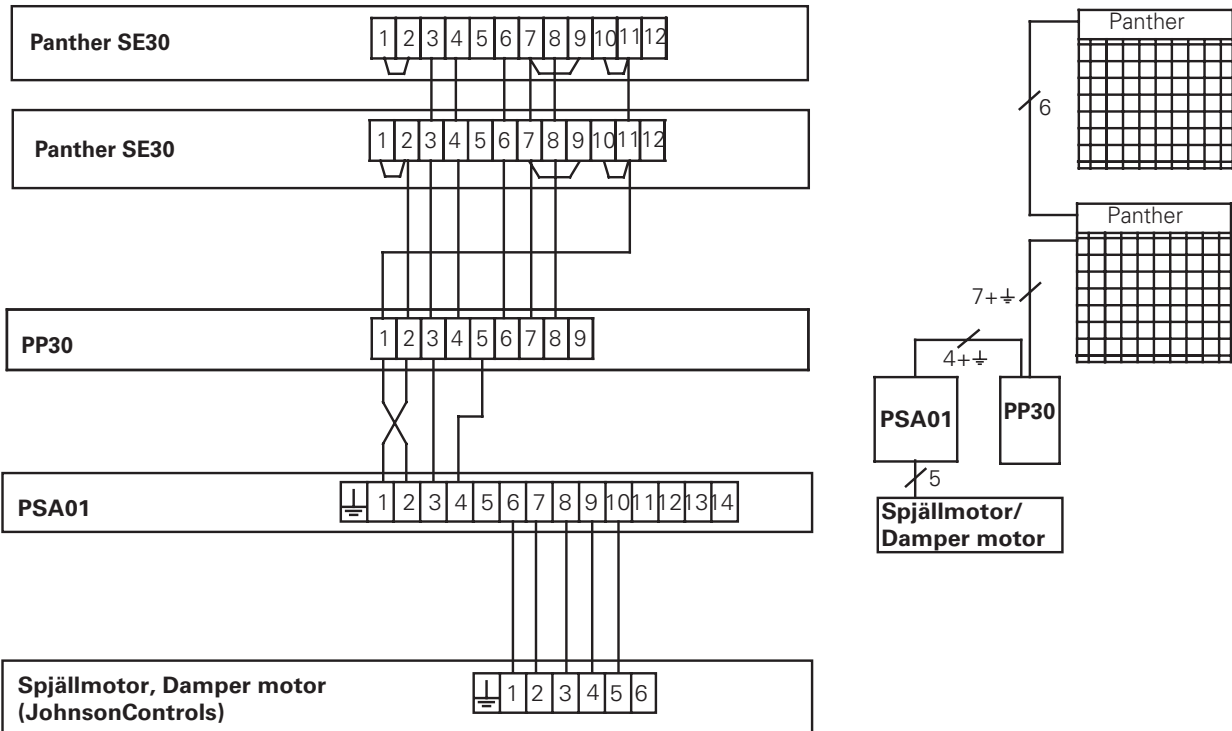 Panther SE30
1 2 3 4 5 6 7 8 9 10 11 12
Panther SE30
1 2 3 4 5 6 7 8 9 10 11 12
PP30
1 2 3 4 5 6 7 8 9
PSA01
1 2 3 4 5 6 7 8 9 10 11 12 13 14
Spjällmotor, Damper motor
(JohnsonControls)
1 2 3 4 5 6
Panther
6
Panther
7+⏚
4+⏚
PSA01
PP30
5
Spjällmotor/
Damper motor